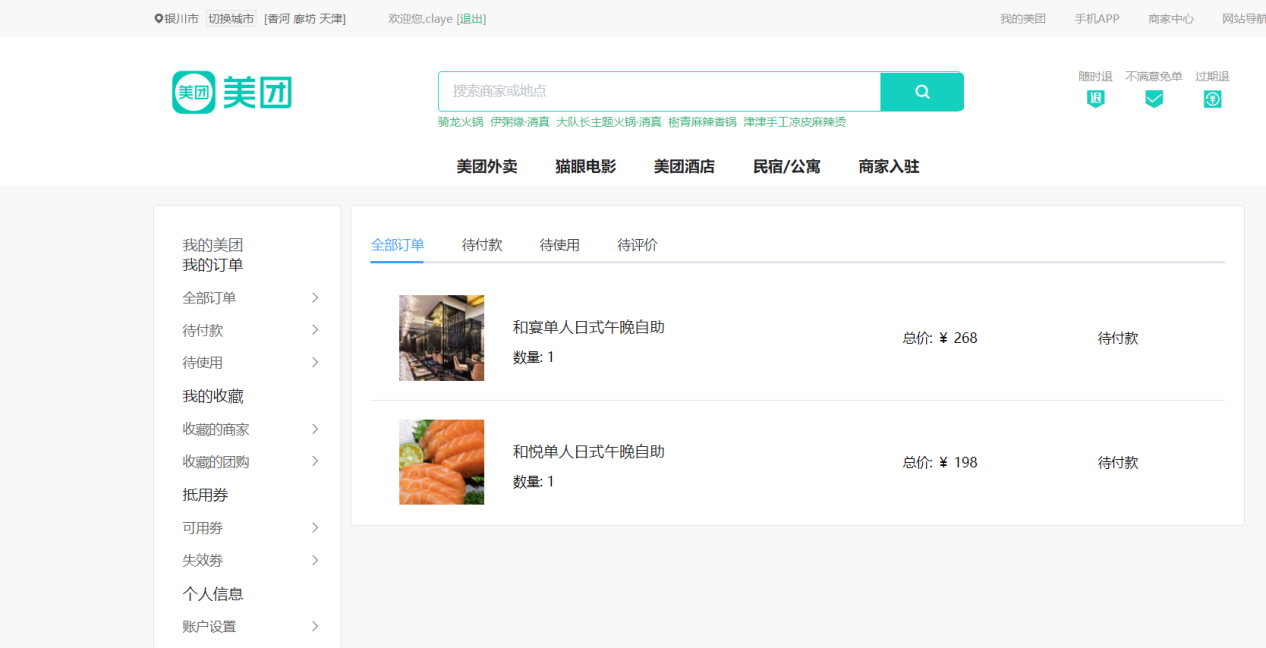 银川市 切换城市 [香河 廊坊 天津] 欢迎您,claye [退出] 我的美团 手机APP 商家中心 网站导航
美团 美团
搜索商家或地点
随时退 不满意免单 过期退
退
骑龙火锅 伊粥缘·清真 大队长主题火锅·清真 樹青麻辣香锅 津津手工凉皮麻辣烫
美团外卖 猫眼电影 美团酒店 民宿/公寓 商家入驻
我的美团
我的订单
全部订单
待付款
待使用
我的收藏
收藏的商家
收藏的团购
抵用券
可用劵
失效劵
个人信息
账户设置
全部订单 待付款 待使用 待评价
和宴单人日式午晚自助
数量: 1
总价: ¥ 268
待付款
和悦单人日式午晚自助
数量: 1
总价: ¥ 198
待付款